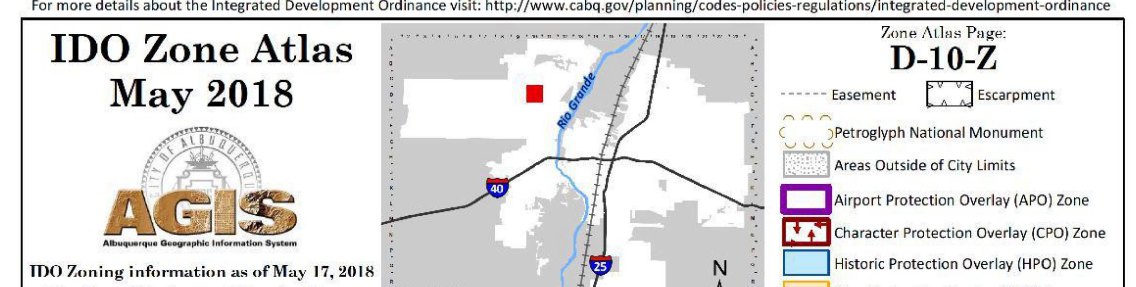 For more details about the Integrated Development Ordinance visit: http://www.cabq.gov/planning/codes-policies-regulations/integrated-development-ordinance
IDO Zone Atlas
May 2018
AGIS
Albuquerque Geographic Information System
IDO Zoning information as of May 17, 2018
Rio Grande
40
25
N
Zone Atlas Page:
D-10-Z
Easement
Escarpment
Petroglyph National Monument
Areas Outside of City Limits
Airport Protection Overlay (APO) Zone
Character Protection Overlay (CPO) Zone
Historic Protection Overlay (HPO) Zone